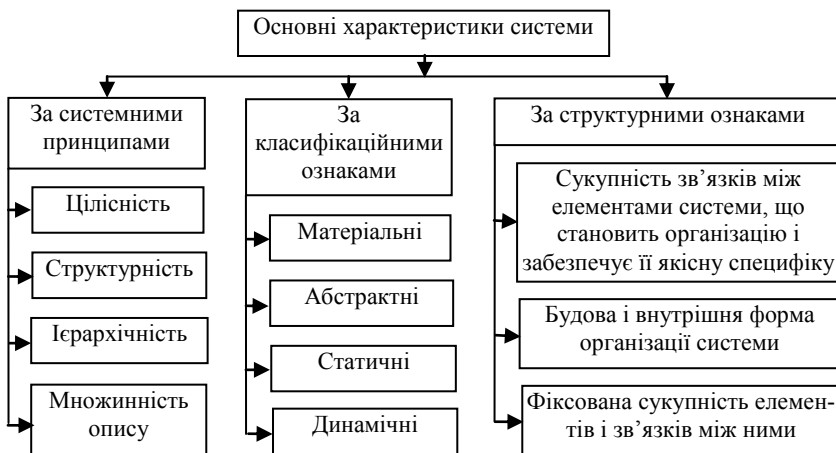 Основні характеристики системи
За системними
принципами
Цілісність
Структурність
Ієрархічність
Множинність
опису
За
класифікаційними
ознаками
Матеріальні
Абстрактні
Статичні
Динамічні
За структурними ознаками
Сукупність зв’язків між
елементами системи, що
становить організацію і
забезпечує її якісну специфіку
Будова і внутрішня форма
організації системи
Фіксована сукупність елемен-
тів і зв’язків між ними